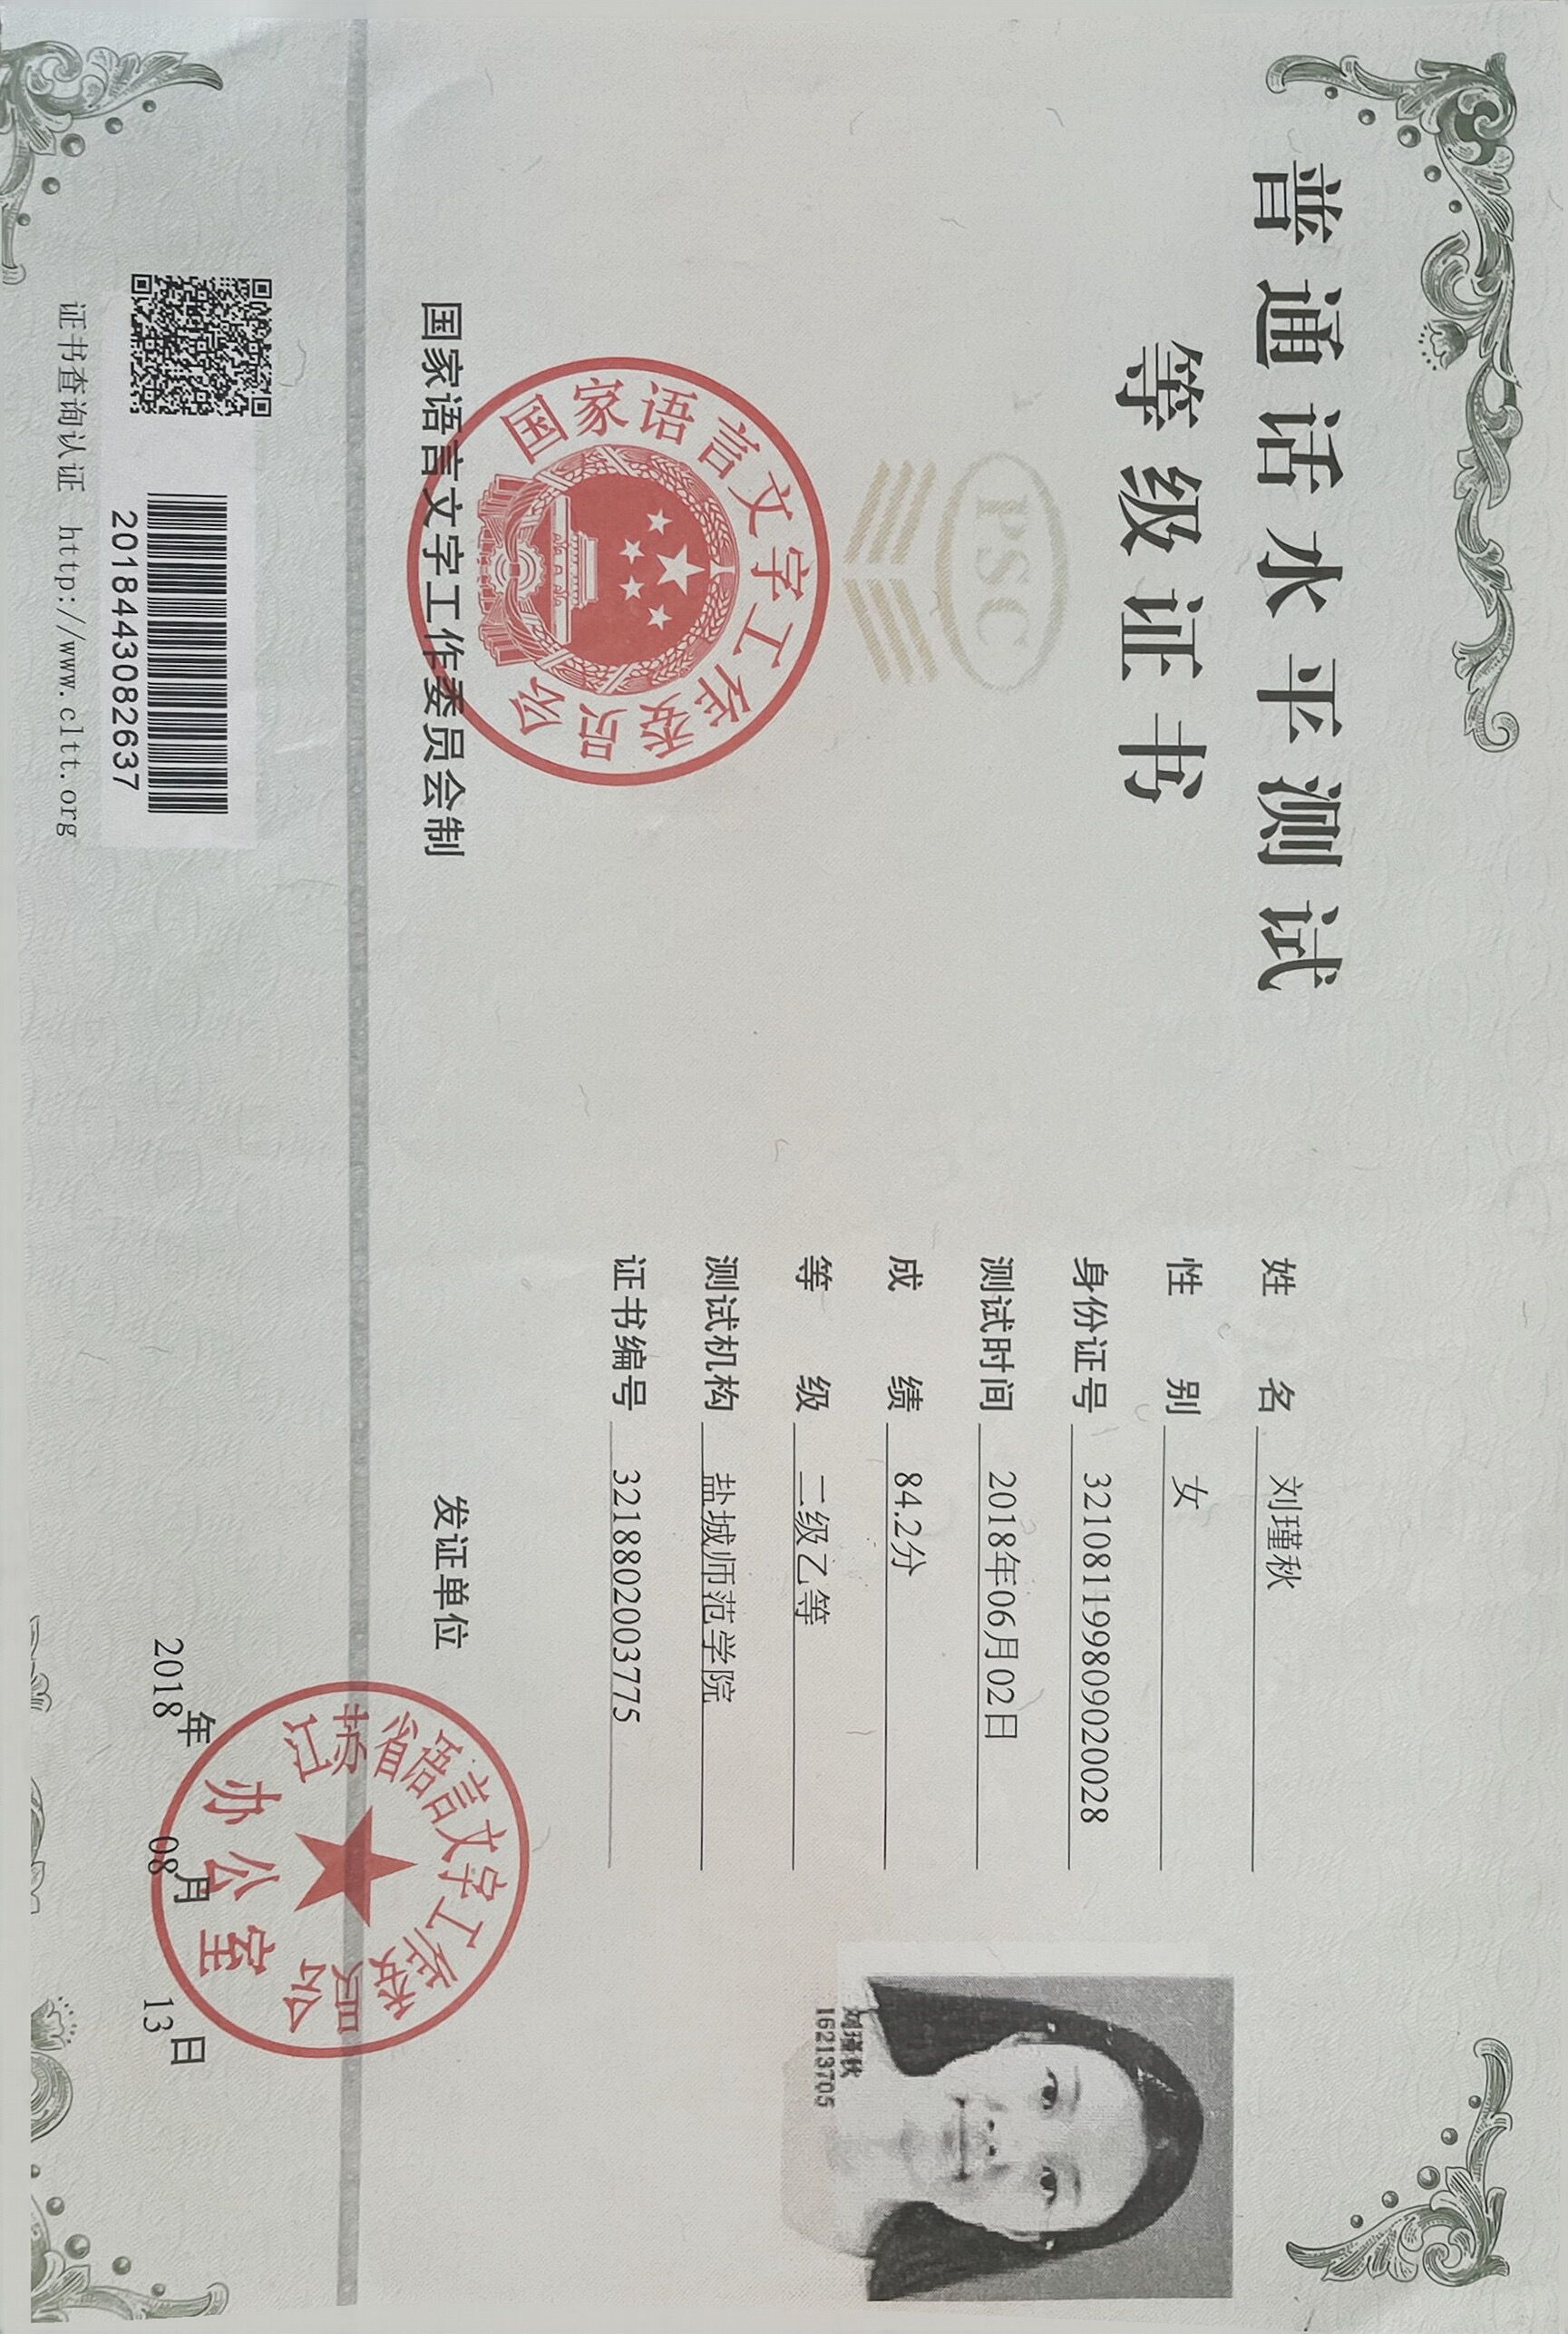 普通话水平测试
等级证书
PSC
国家语言文字工作委员会
国家语言文字工作委员会制
2018443082637
证书查询认证 http://www.cltt.org
姓名 刘瑾秋
性别 女
身份证号 321081199809020028
测试时间 2018年06月02日
成绩 84.2分
等级 二级乙等
测试机构 盐城师范学院
证书编号 3218802003775
刘瑾秋
16213705
发证单位
江苏省语言文字工作委员会
办公室
2018年08月13日